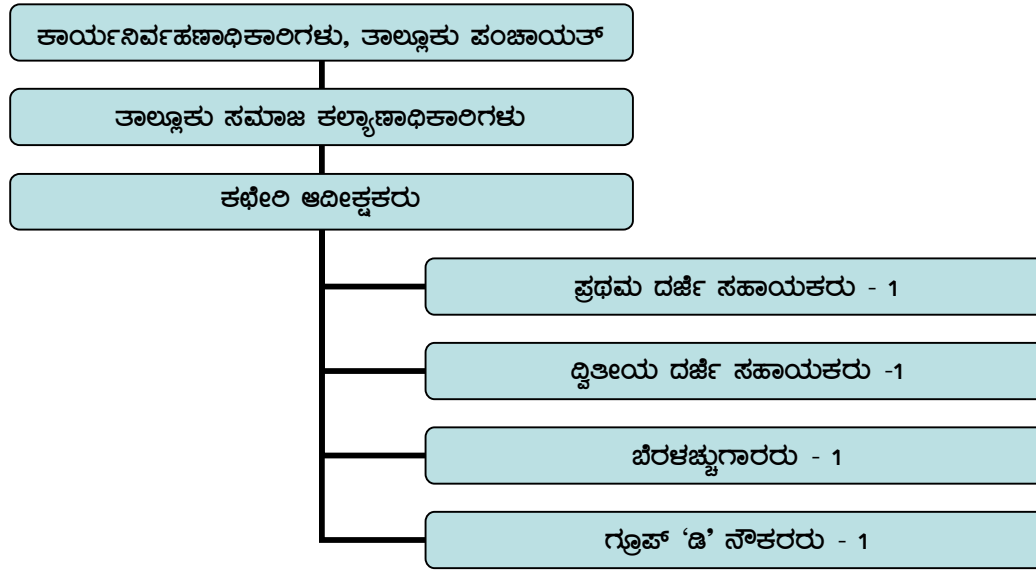 ಕಾರ್ಯನಿರ್ವಹಣಾಧಿಕಾರಿಗಳು, ತಾಲ್ಲೂಕು ಪಂಚಾಯತ್
ತಾಲ್ಲೂಕು ಸಮಾಜ ಕಲ್ಯಾಣಾಧಿಕಾರಿಗಳು
ಕಛೇರಿ ಆದೀಕ್ಷಕರು
ಪ್ರಥಮ ದರ್ಜೆ ಸಹಾಯಕರು - 1
ದ್ವಿತೀಯ ದರ್ಜೆ ಸಹಾಯಕರು -1
ಬೆರಳಚ್ಚುಗಾರರು - 1
ಗ್ರೂಪ್ ‘ಡಿ’ ನೌಕರರು - 1